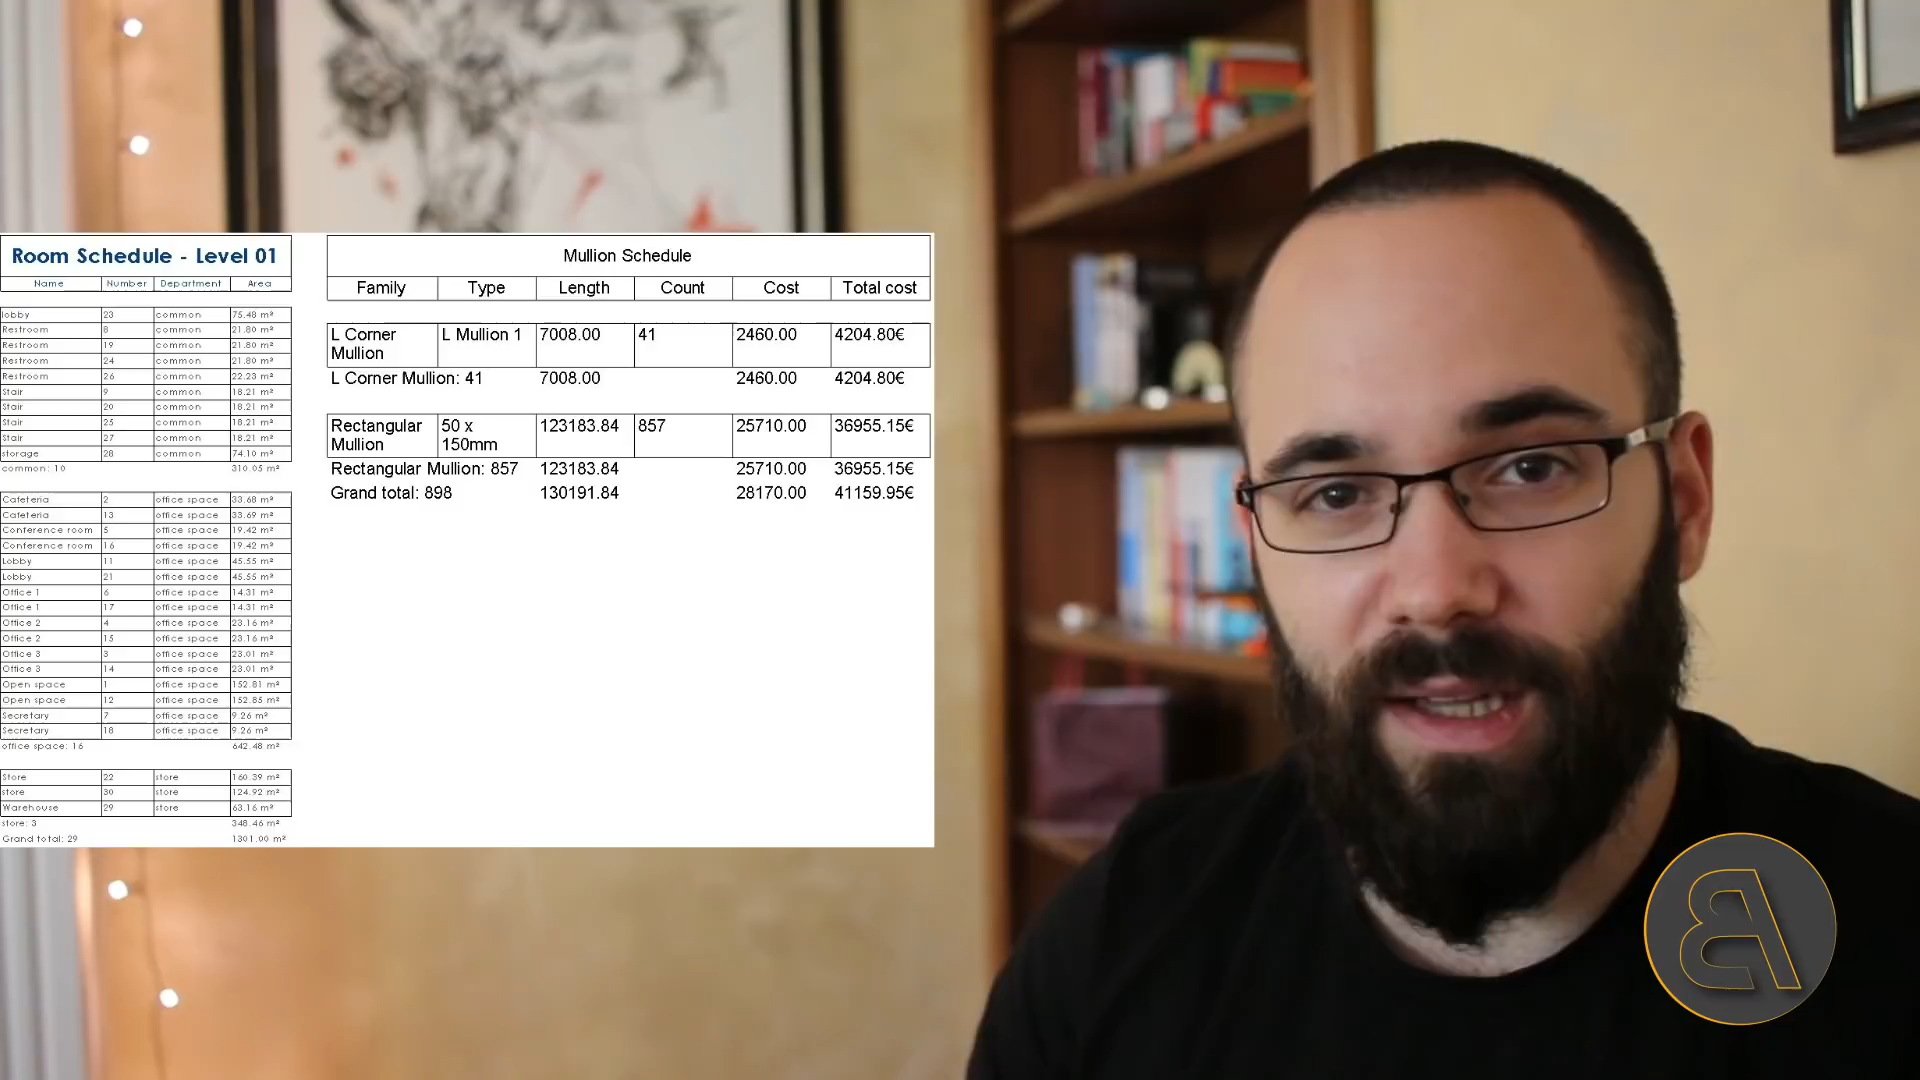 Room Schedule - Level 01
Name Number Department Area
lobby 23 common 75.48 m²
Restroom 8 common 21.80 m²
Restroom 19 common 21.80 m²
Restroom 24 common 21.80 m²
Restroom 26 common 22.23 m²
Stair 9 common 18.21 m²
Stair 20 common 18.21 m²
Stair 25 common 18.21 m²
Stair 27 common 18.21 m²
storage 28 common 74.10 m²
common: 10 310.05 m²
Cafeteria 2 office space 33.68 m²
Cafeteria 13 office space 33.69 m²
Conference room 5 office space 19.42 m²
Conference room 16 office space 19.42 m²
Lobby 11 office space 45.55 m²
Lobby 21 office space 45.55 m²
Office 1 6 office space 14.31 m²
Office 1 17 office space 14.31 m²
Office 2 4 office space 23.16 m²
Office 2 15 office space 23.16 m²
Office 3 3 office space 23.01 m²
Office 3 14 office space 23.01 m²
Open space 1 office space 152.81 m²
Open space 12 office space 152.85 m²
Secretary 7 office space 9.26 m²
Secretary 18 office space 9.26 m²
office space: 16 642.48 m²
Store 22 store 160.39 m²
store 30 store 124.92 m²
Warehouse 29 store 63.16 m²
store: 3 348.46 m²
Grand total: 29 1301.00 m²
Mullion Schedule
Family Type Length Count Cost Total cost
L Corner L Mullion 1 7008.00 41 2460.00 4204.80€
Mullion
L Corner Mullion: 41 7008.00 2460.00 4204.80€
Rectangular 50 x 123183.84 857 25710.00 36955.15€
Mullion 150mm
Rectangular Mullion: 857 123183.84 25710.00 36955.15€
Grand total: 898 130191.84 28170.00 41159.95€